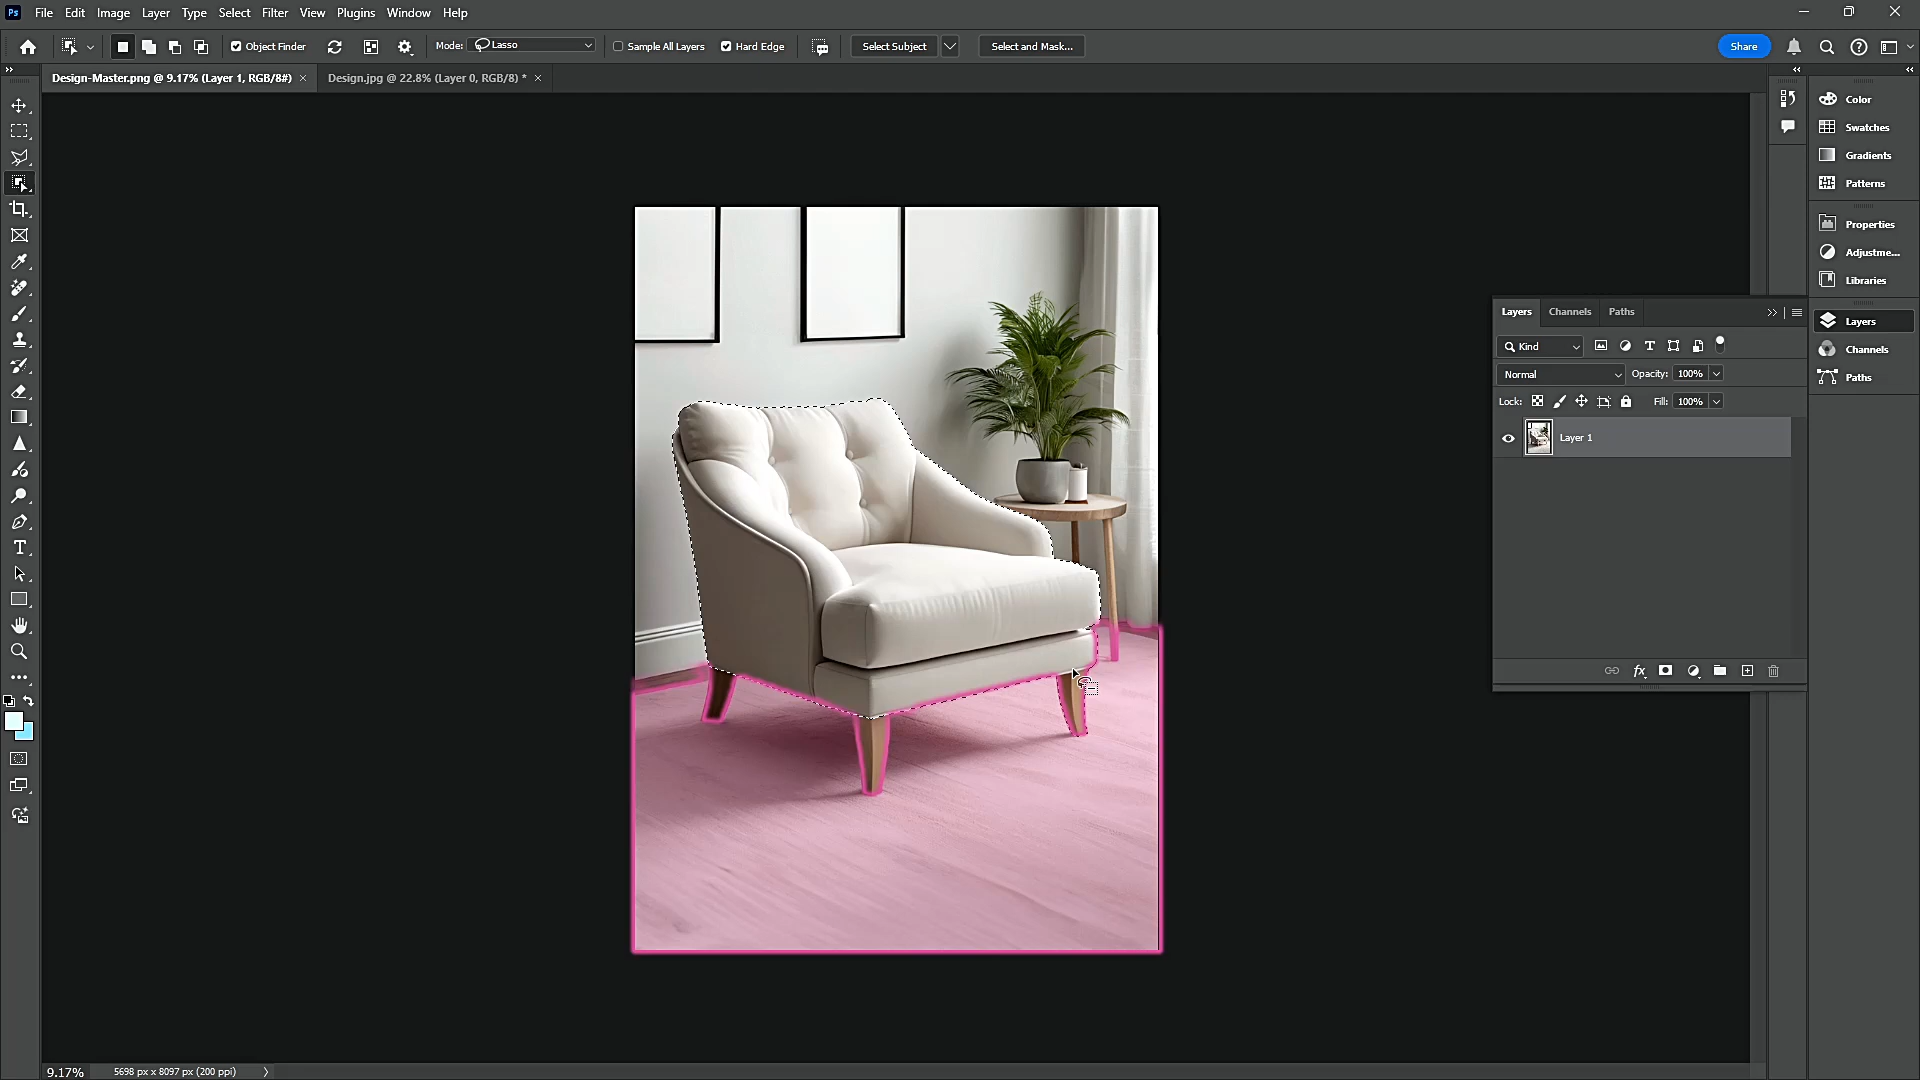 Ps File Edit Image Layer Type Select Filter View Plugins Window Help
Object Finder Mode: Lasso Sample All Layers Hard Edge Select Subject Select and Mask... Share
Design-Master.png @ 9.17% (Layer 1, RGB/8#) × Design.jpg @ 22.8% (Layer 0, RGB/8) * ×
Color
Swatches
Gradients
Patterns
Properties
Adjustme...
Libraries
Layers
Channels
Paths
Layers Channels Paths
Kind
Normal Opacity: 100%
Lock: Fill: 100%
Layer 1
fx
9.17% 5698 px x 8097 px (200 ppi)